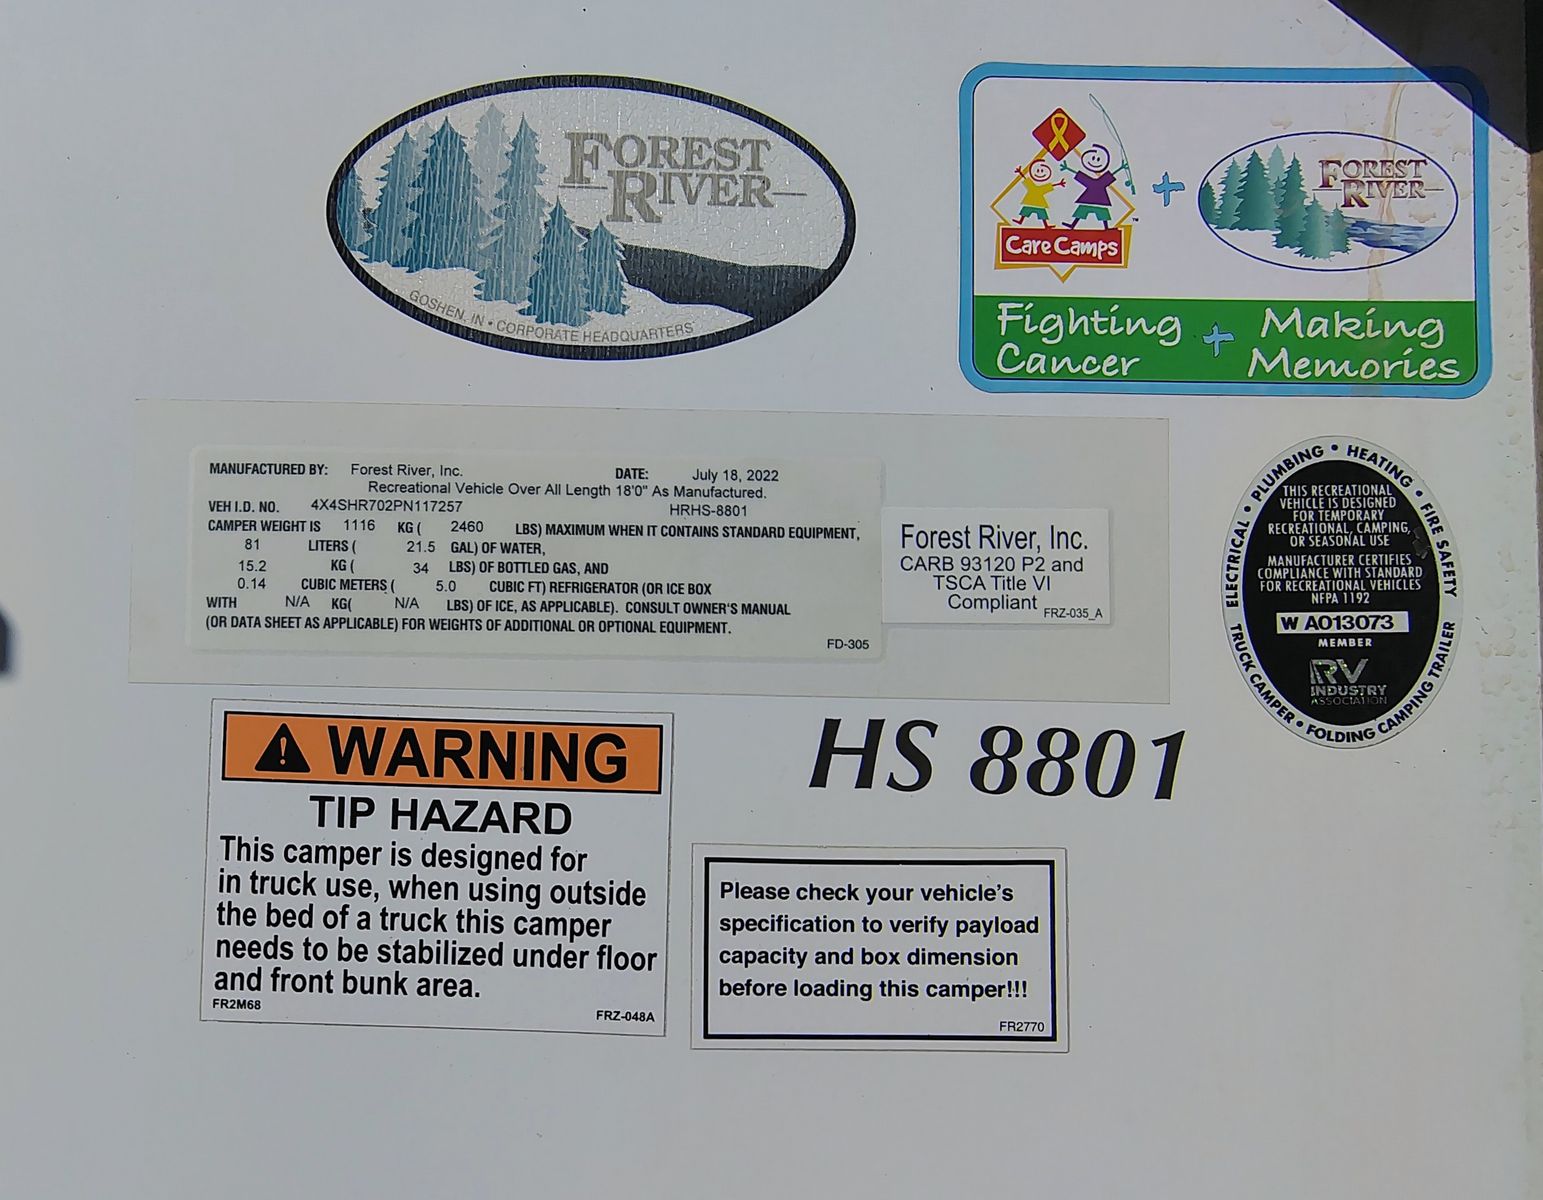 FOREST
RIVER
GOSHEN, IN • CORPORATE HEADQUARTERS
Care Camps
™
+
FOREST
RIVER
Fighting + Making
Cancer Memories
MANUFACTURED BY: Forest River, Inc. DATE: July 18, 2022
Recreational Vehicle Over All Length 18'0" As Manufactured.
VEH I.D. NO. 4X4SHR702PN117257 HRHS-8801
CAMPER WEIGHT IS 1116 KG ( 2460 LBS) MAXIMUM WHEN IT CONTAINS STANDARD EQUIPMENT,
81 LITERS ( 21.5 GAL) OF WATER,
15.2 KG ( 34 LBS) OF BOTTLED GAS, AND
0.14 CUBIC METERS ( 5.0 CUBIC FT) REFRIGERATOR (OR ICE BOX
WITH N/A KG( N/A LBS) OF ICE, AS APPLICABLE). CONSULT OWNER'S MANUAL
(OR DATA SHEET AS APPLICABLE) FOR WEIGHTS OF ADDITIONAL OR OPTIONAL EQUIPMENT.
FD-305
Forest River, Inc.
CARB 93120 P2 and
TSCA Title VI
Compliant
FRZ-035_A
ELECTRICAL • PLUMBING • HEATING • FIRE SAFETY
THIS RECREATIONAL
VEHICLE IS DESIGNED
FOR TEMPORARY
RECREATIONAL, CAMPING,
OR SEASONAL USE
MANUFACTURER CERTIFIES
COMPLIANCE WITH STANDARD
FOR RECREATIONAL VEHICLES
NFPA 1192
W A013073
MEMBER
RV
INDUSTRY
ASSOCIATION
TRUCK CAMPER • FOLDING CAMPING TRAILER
WARNING
TIP HAZARD
This camper is designed for
in truck use, when using outside
the bed of a truck this camper
needs to be stabilized under floor
and front bunk area.
FR2M68 FRZ-048A
HS 8801
Please check your vehicle's
specification to verify payload
capacity and box dimension
before loading this camper!!!
FR2770